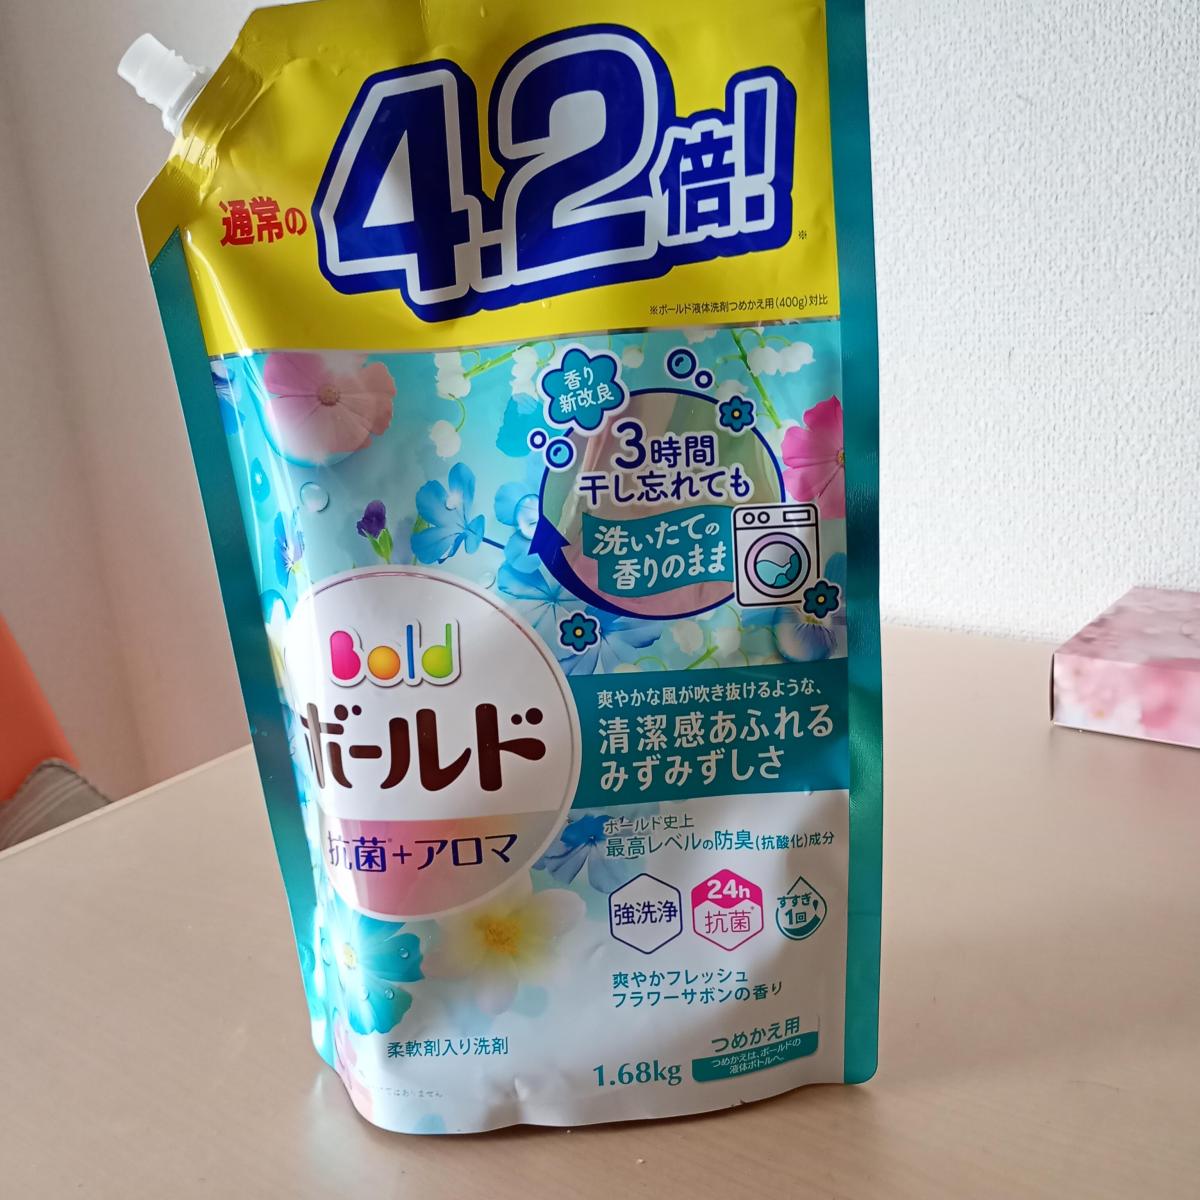 通常の
4.2倍!※
※ボールド液体洗剤つめかえ用(400g)対比
香り
新改良
3時間
干し忘れても
洗いたての
香りのまま
Bold
ボールド
抗菌※+アロマ
爽やかな風が吹き抜けるような、
清潔感あふれる
みずみずしさ
ボールド史上
最高レベルの防臭(抗酸化)成分
強洗浄
24h
抗菌※
すすぎ
1回
爽やかフレッシュ
フラワーサボンの香り
柔軟剤入り洗剤
1.68kg
つめかえ用
つめかえは、ボールドの
液体ボトルへ。
ではありません